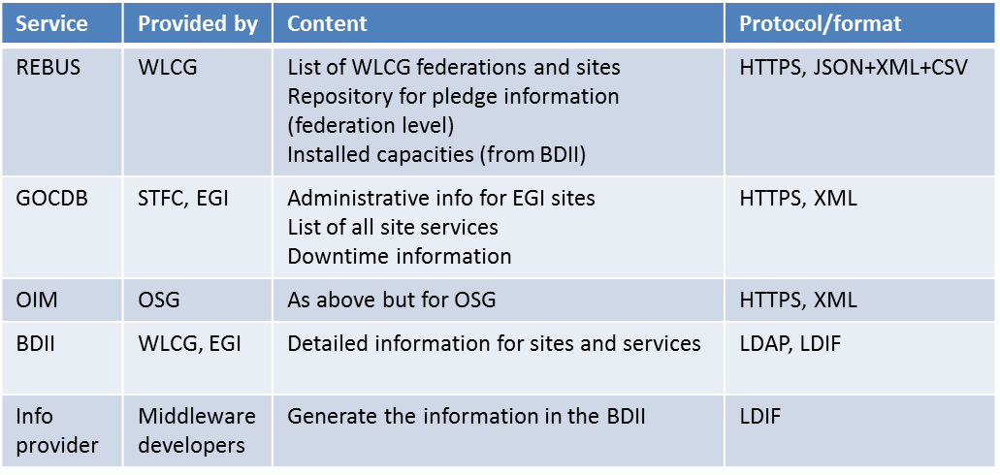 Service Provided by Content Protocol/format
REBUS WLCG List of WLCG federations and sites HTTPS, JSON+XML+CSV
Repository for pledge information
(federation level)
Installed capacities (from BDII)
GOCDB STFC, EGI Administrative info for EGI sites HTTPS, XML
List of all site services
Downtime information
OIM OSG As above but for OSG HTTPS, XML
BDII WLCG, EGI Detailed information for sites and services LDAP, LDIF
Info Middleware Generate the information in the BDII LDIF
provider developers